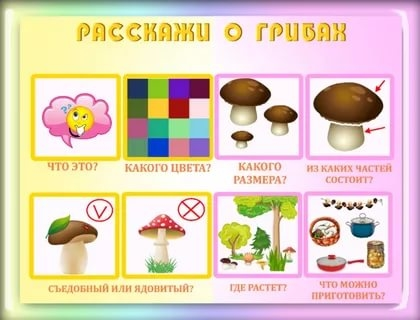 РАССКАЖИ О ГРИБАХ
ЧТО ЭТО?
КАКОГО ЦВЕТА?
КАКОГО
РАЗМЕРА?
ИЗ КАКИХ ЧАСТЕЙ
СОСТОИТ?
СЪЕДОБНЫЙ ИЛИ ЯДОВИТЫЙ?
ГДЕ РАСТЕТ?
ЧТО МОЖНО
ПРИГОТОВИТЬ?